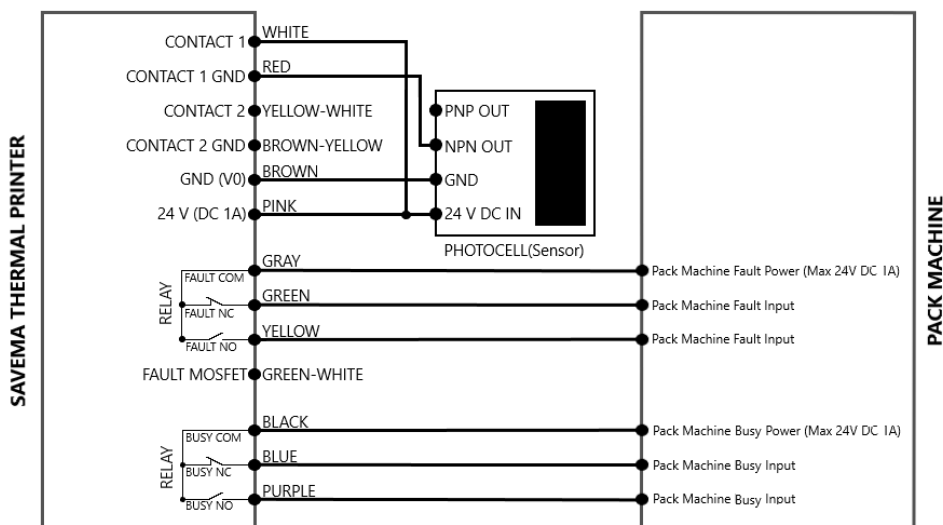 SAVEMA THERMAL PRINTER
CONTACT 1
WHITE
CONTACT 1 GND
RED
CONTACT 2
YELLOW-WHITE
CONTACT 2 GND
BROWN-YELLOW
GND (V0)
BROWN
24 V (DC 1A)
PINK
PNP OUT
NPN OUT
GND
24 V DC IN
PHOTOCELL(Sensor)
RELAY
FAULT COM
GRAY
Pack Machine Fault Power (Max 24V DC 1A)
FAULT NC
GREEN
Pack Machine Fault Input
FAULT NO
YELLOW
Pack Machine Fault Input
FAULT MOSFET
GREEN-WHITE
RELAY
BUSY COM
BLACK
Pack Machine Busy Power (Max 24V DC 1A)
BUSY NC
BLUE
Pack Machine Busy Input
BUSY NO
PURPLE
Pack Machine Busy Input
PACK MACHINE